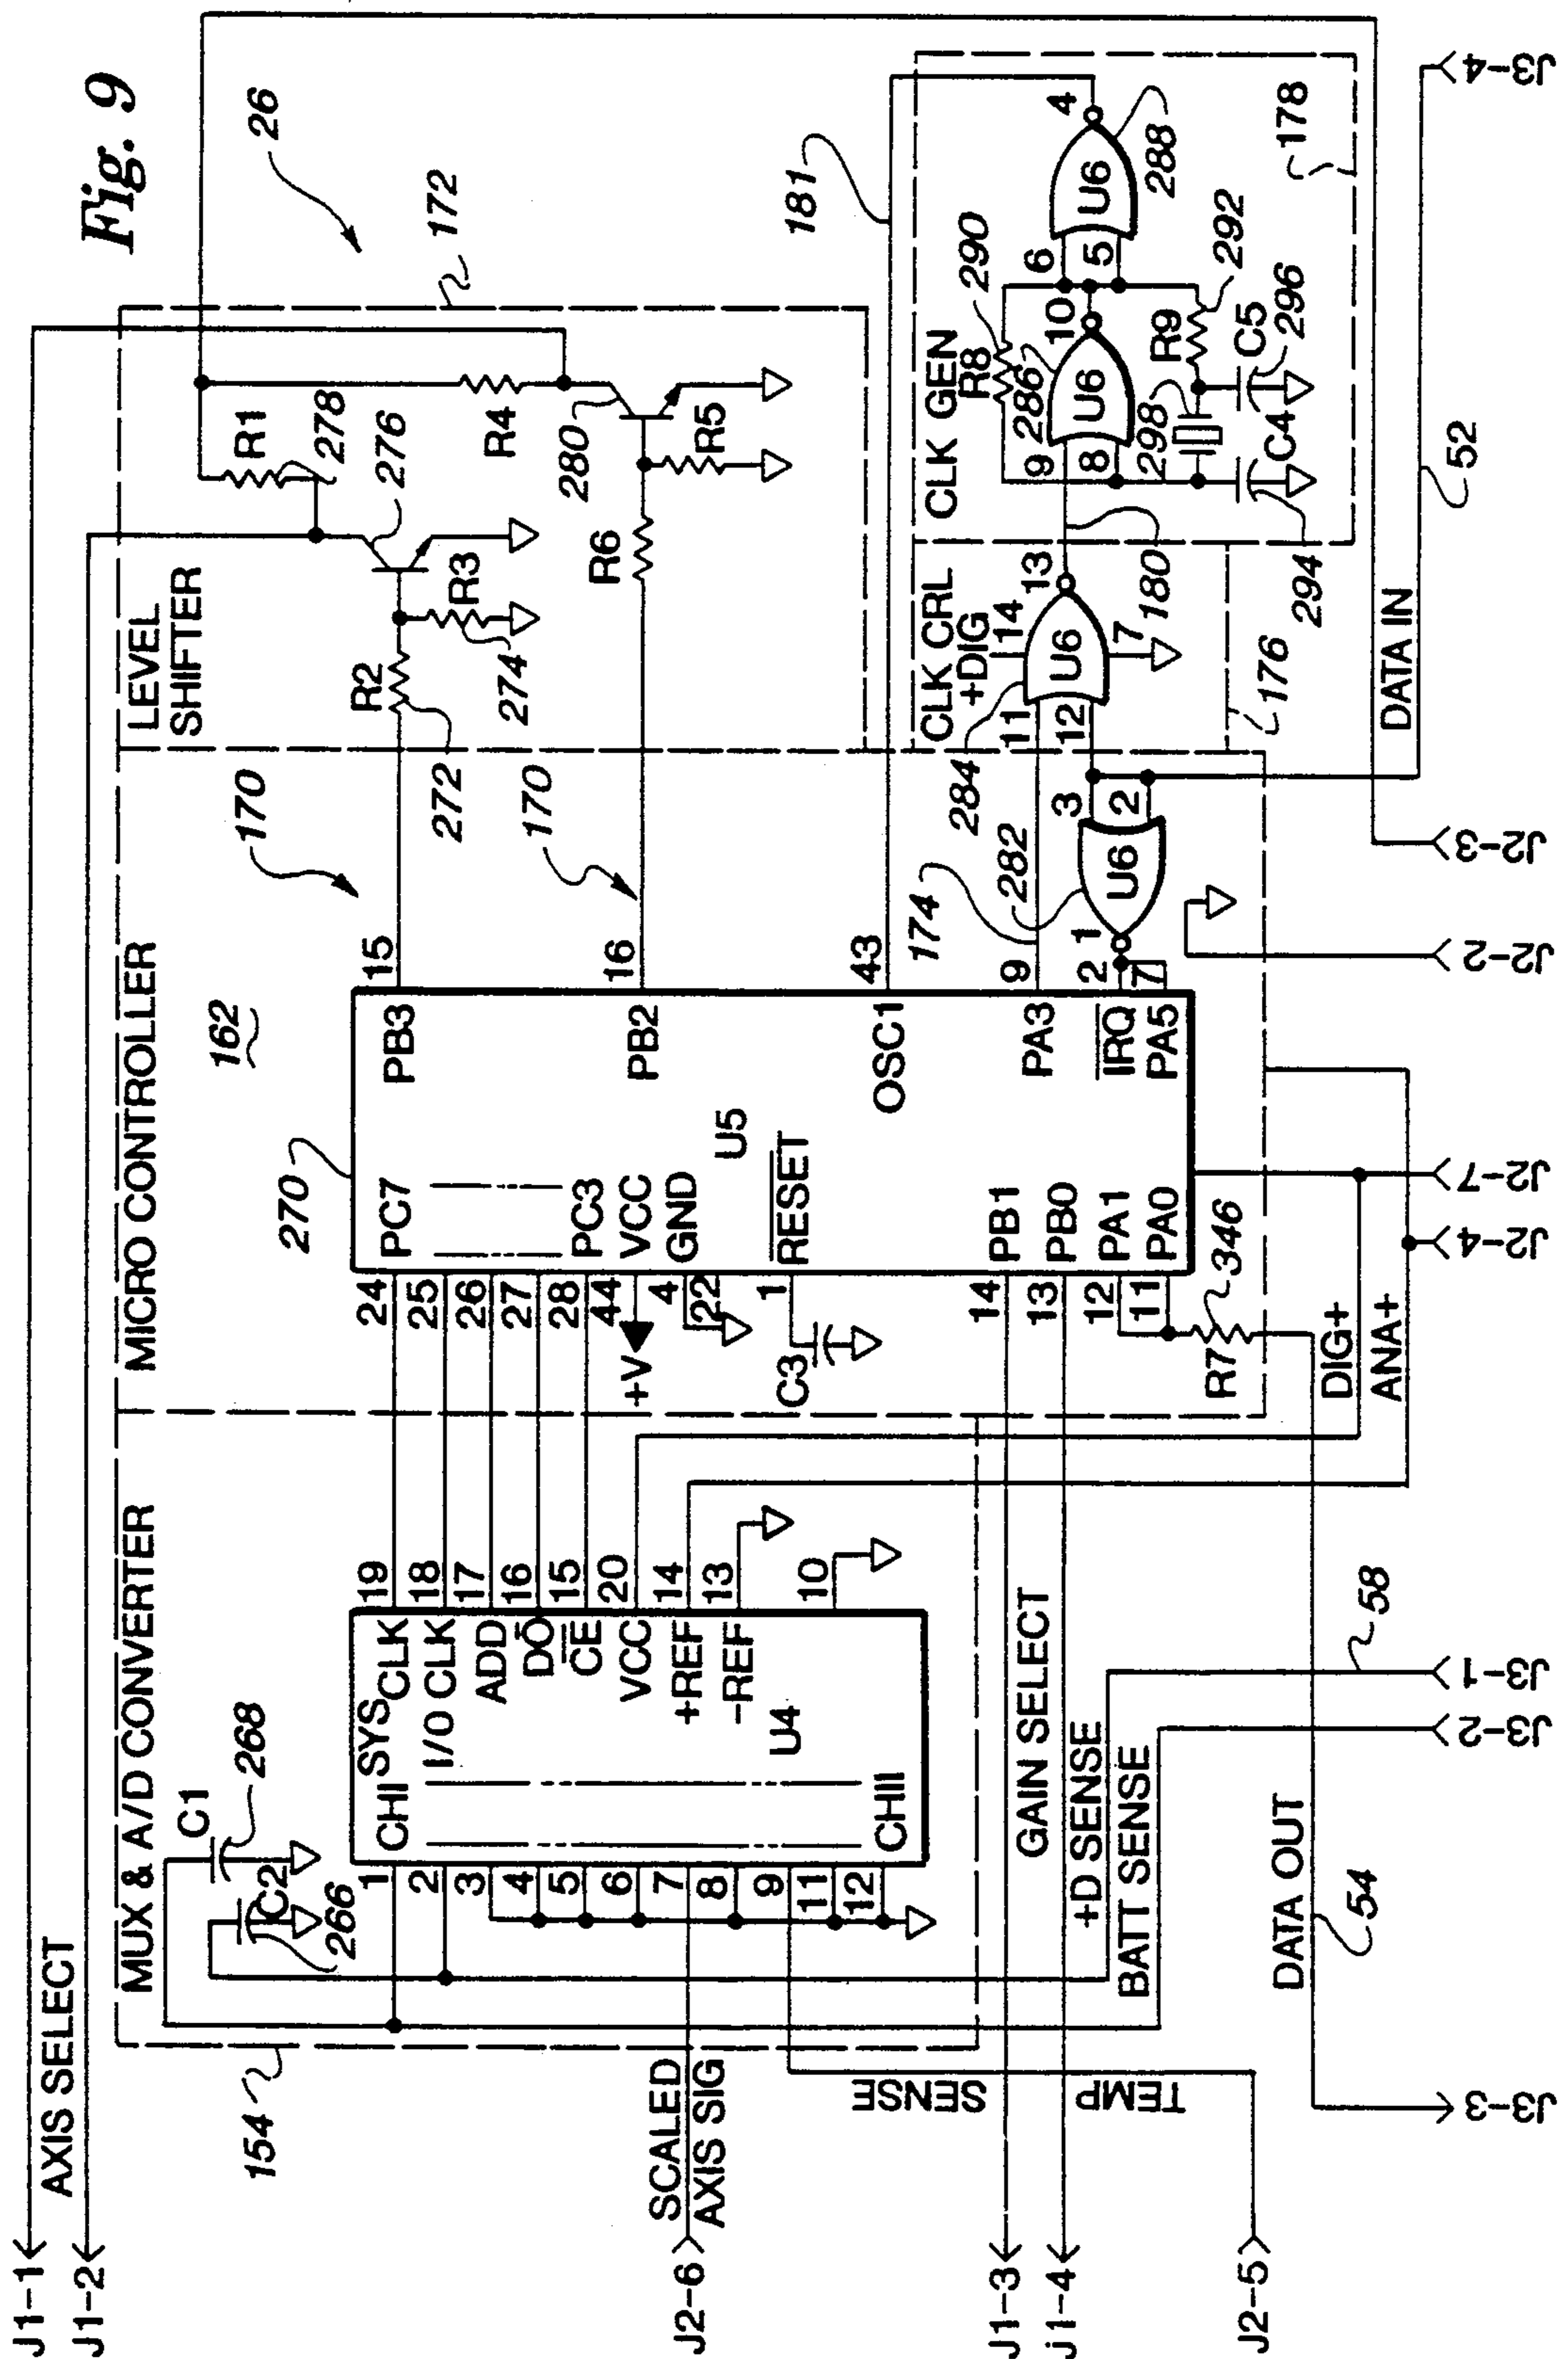 Fig. 9
26
J1-1
AXIS SELECT
J1-2
154
MUX & A/D CONVERTER
MICRO CONTROLLER
LEVEL
SHIFTER
172
C1
268
C2
266
270
162
170
170
R1
278
276
R2
272
R3
274
R4
280
R5
R6
1
2
3
4
5
6
7
8
9
11
12
CHI
CHII
SYS
CLK
I/O CLK
ADD
DO
CE
VCC
+REF
-REF
U4
19
18
17
16
15
20
14
13
10
24
25
26
27
28
44
4
22
1
14
13
12
11
+V
C3
PC7
PC3
VCC
GND
RESET
PB1
PB0
PA1
PA0
U5
PB3
PB2
OSC1
PA3
IRQ
PA5
15
16
43
9
2
7
174
282
1
U6
3
2
284
11
12
CLK CRL
+DIG
14
U6
7
13
180
176
181
CLK GEN
R8
290
286
9
8
U6
10
298
R9
292
C4
294
C5
296
6
5
U6
4
288
178
SCALED
AXIS SIG
J2-6
SENSE
TEMP
GAIN SELECT
+D SENSE
BATT SENSE
J1-3
j1-4
J2-5
DATA OUT
54
58
R7
346
DIG+
ANA+
DATA IN
52
J3-3
J3-2
J3-1
J2-4
J2-7
J2-2
J2-3
J3-4